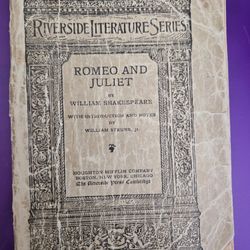 RIVERSIDE LITERATURE SERIES
ROMEO AND
JULIET
BY
WILLIAM SHAKESPEARE
WITH INTRODUCTION AND NOTES
BY
WILLIAM STRUNK, Jr.
HOUGHTON MIFFLIN COMPANY
BOSTON, NEW YORK, CHICAGO
The Riverside Press Cambridge